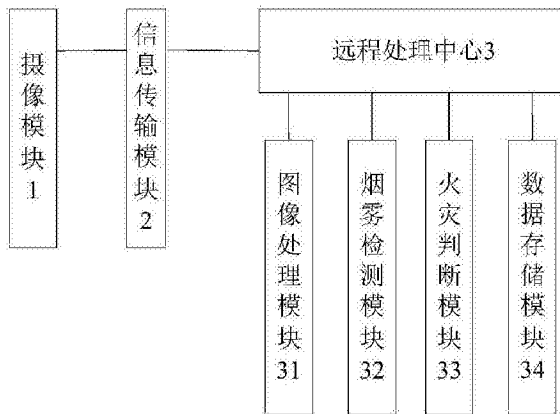 摄像模块1
信息传输模块2
远程处理中心3
图像处理模块31
烟雾检测模块32
火灾判断模块33
数据存储模块34